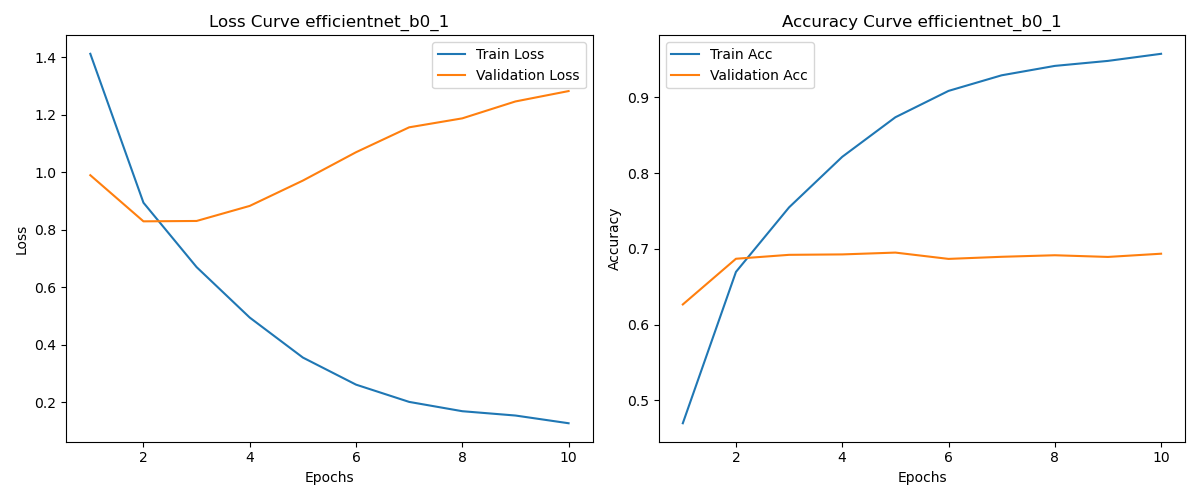 Loss Curve efficientnet_b0_1
Train Loss
Validation Loss
1.4
1.2
1.0
0.8
0.6
0.4
0.2
Loss
2 4 6 8 10
Epochs
Accuracy Curve efficientnet_b0_1
Train Acc
Validation Acc
0.9
0.8
0.7
0.6
0.5
Accuracy
2 4 6 8 10
Epochs